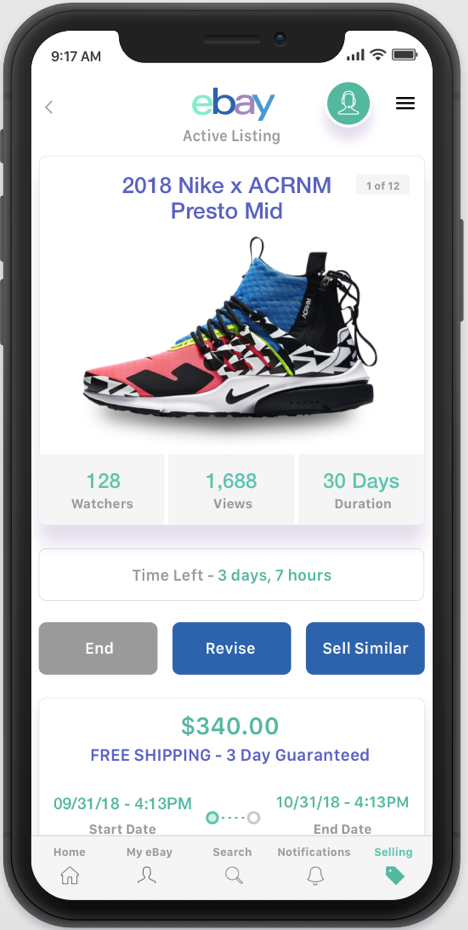 9:17 AM
ebay
Active Listing
2018 Nike x ACRNM
Presto Mid
1 of 12
ACRNM
128
Watchers
1,688
Views
30 Days
Duration
Time Left - 3 days, 7 hours
End
Revise
Sell Similar
$340.00
FREE SHIPPING - 3 Day Guaranteed
09/31/18 - 4:13PM
Start Date
10/31/18 - 4:13PM
End Date
Home
My eBay
Search
Notifications
Selling